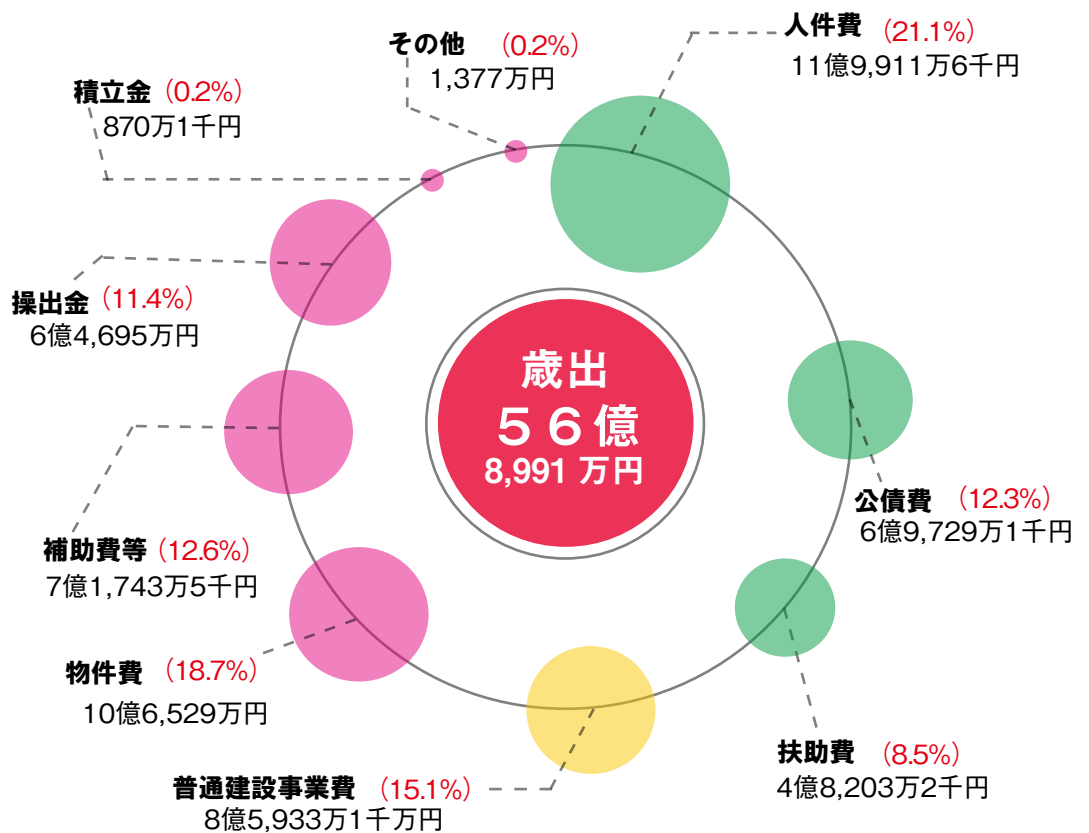 その他 (0.2%)
1,377万円
人件費 (21.1%)
11億9,911万6千円
積立金 (0.2%)
870万1千円
操出金 (11.4%)
6億4,695万円
歳出
５６億
8,991 万円
公債費 (12.3%)
6億9,729万1千円
補助費等 (12.6%)
7億1,743万5千円
物件費 (18.7%)
10億6,529万円
扶助費 (8.5%)
4億8,203万2千円
普通建設事業費 (15.1%)
8億5,933万1千万円